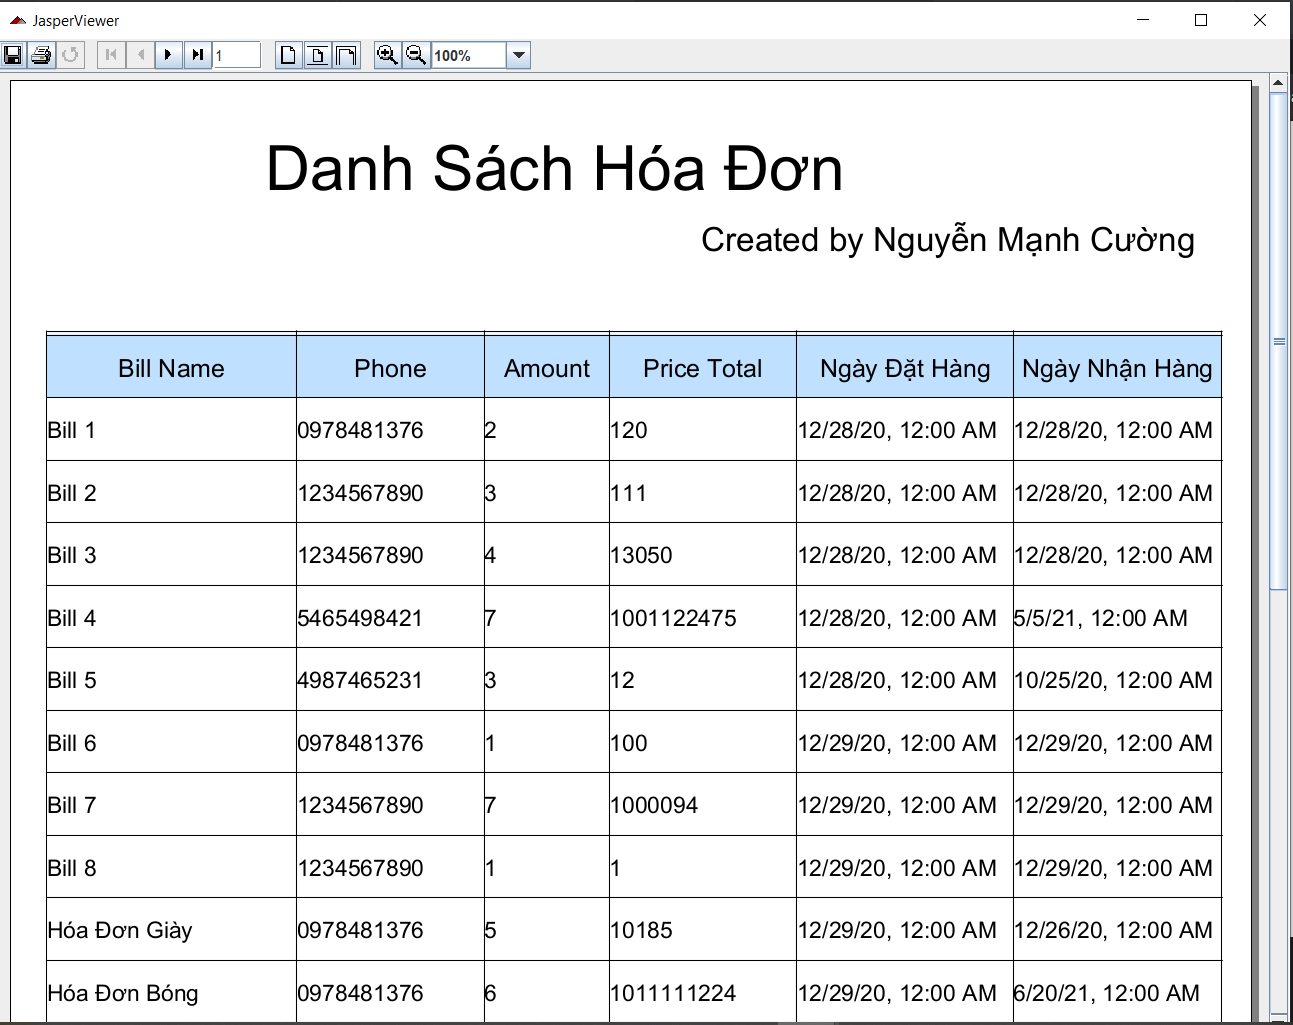 JasperViewer
1 100%
Danh Sách Hóa Đơn
Created by Nguyễn Mạnh Cường
Bill Name Phone Amount Price Total Ngày Đặt Hàng Ngày Nhận Hàng
Bill 1 0978481376 2 120 12/28/20, 12:00 AM 12/28/20, 12:00 AM
Bill 2 1234567890 3 111 12/28/20, 12:00 AM 12/28/20, 12:00 AM
Bill 3 1234567890 4 13050 12/28/20, 12:00 AM 12/28/20, 12:00 AM
Bill 4 5465498421 7 1001122475 12/28/20, 12:00 AM 5/5/21, 12:00 AM
Bill 5 4987465231 3 12 12/28/20, 12:00 AM 10/25/20, 12:00 AM
Bill 6 0978481376 1 100 12/29/20, 12:00 AM 12/29/20, 12:00 AM
Bill 7 1234567890 7 1000094 12/29/20, 12:00 AM 12/29/20, 12:00 AM
Bill 8 1234567890 1 1 12/29/20, 12:00 AM 12/29/20, 12:00 AM
Hóa Đơn Giày 0978481376 5 10185 12/29/20, 12:00 AM 12/26/20, 12:00 AM
Hóa Đơn Bóng 0978481376 6 1011111224 12/29/20, 12:00 AM 6/20/21, 12:00 AM